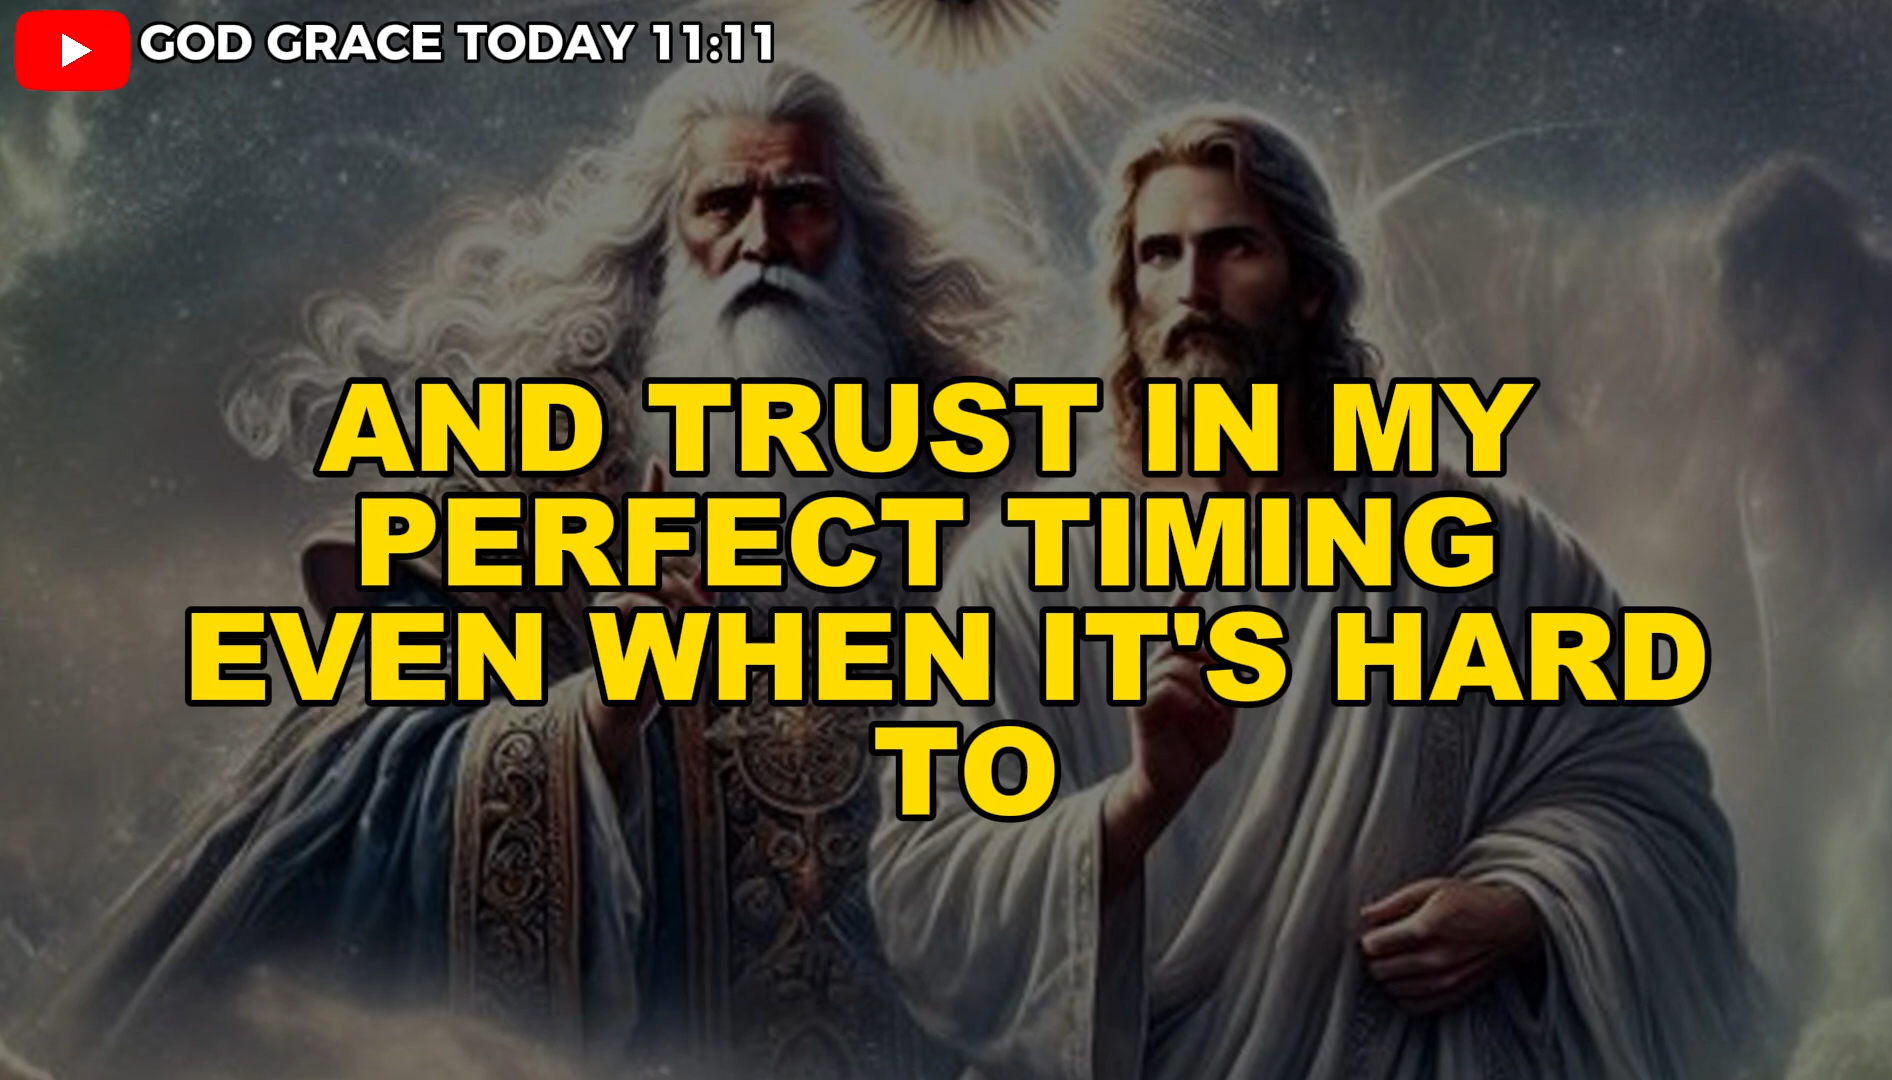 GOD GRACE TODAY 11:11
AND TRUST IN MY
PERFECT TIMING
EVEN WHEN IT'S HARD
TO